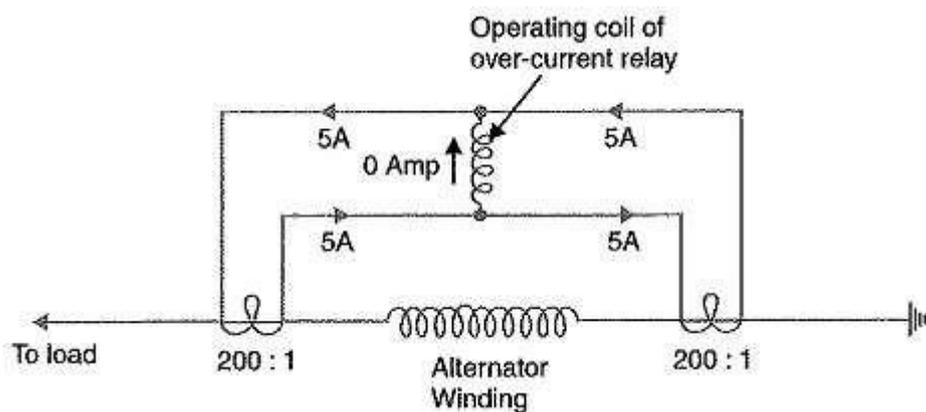 Operating coil of
over-current relay
5A
5A
0 Amp
5A
5A
To load
200 : 1
Alternator
Winding
200 : 1